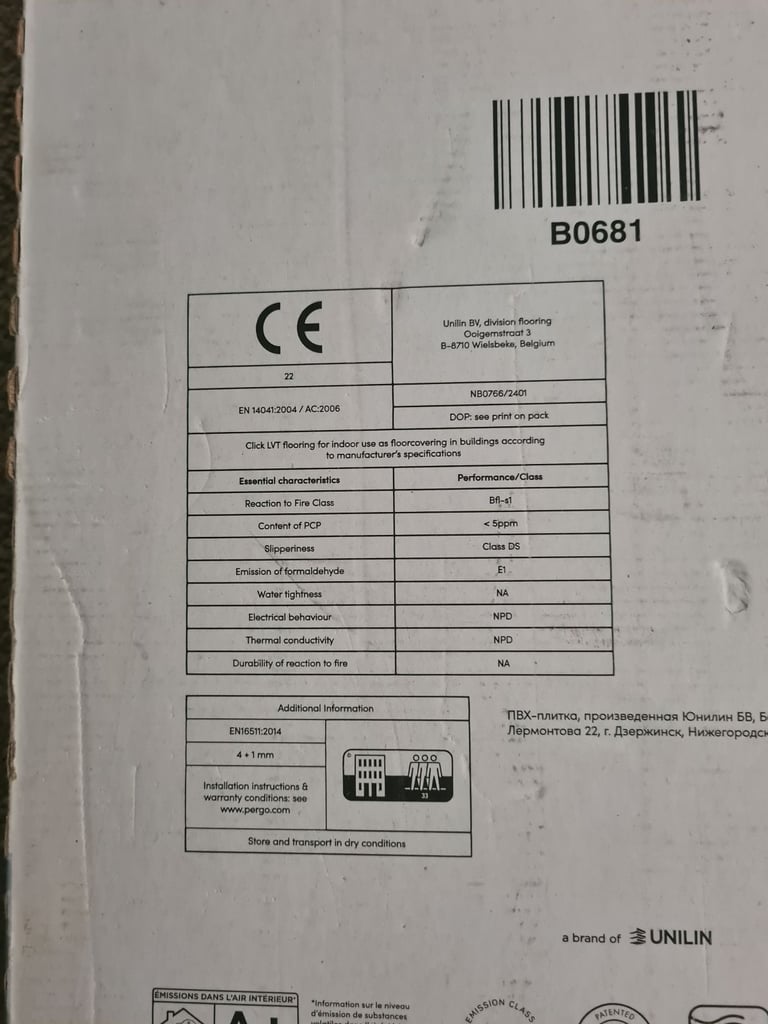 B0681
CE
Unilin BV, division flooring
Ooigemstraat 3
B-8710 Wielsbeke, Belgium
22
EN 14041:2004 / AC:2006
NB0766/2401
DOP: see print on pack
Click LVT flooring for indoor use as floorcovering in buildings according
to manufacturer's specifications
Essential characteristics
Performance/Class
Reaction to Fire Class
Bfl-s1
Content of PCP
< 5ppm
Slipperiness
Class DS
Emission of formaldehyde
E1
Water tightness
NA
Electrical behaviour
NPD
Thermal conductivity
NPD
Durability of reaction to fire
NA
Additional Information
EN16511:2014
4 + 1 mm
Installation instructions &
warranty conditions: see
www.pergo.com
33
Store and transport in dry conditions
ПВХ-плитка, произведенная Юнилин БВ, Б
Лермонтова 22, г. Дзержинск, Нижегородск
a brand of UNILIN
ÉMISSIONS DANS L'AIR INTÉRIEUR*
*Information sur le niveau
d'émission de substances
EMISSION CLASS
PATENTED